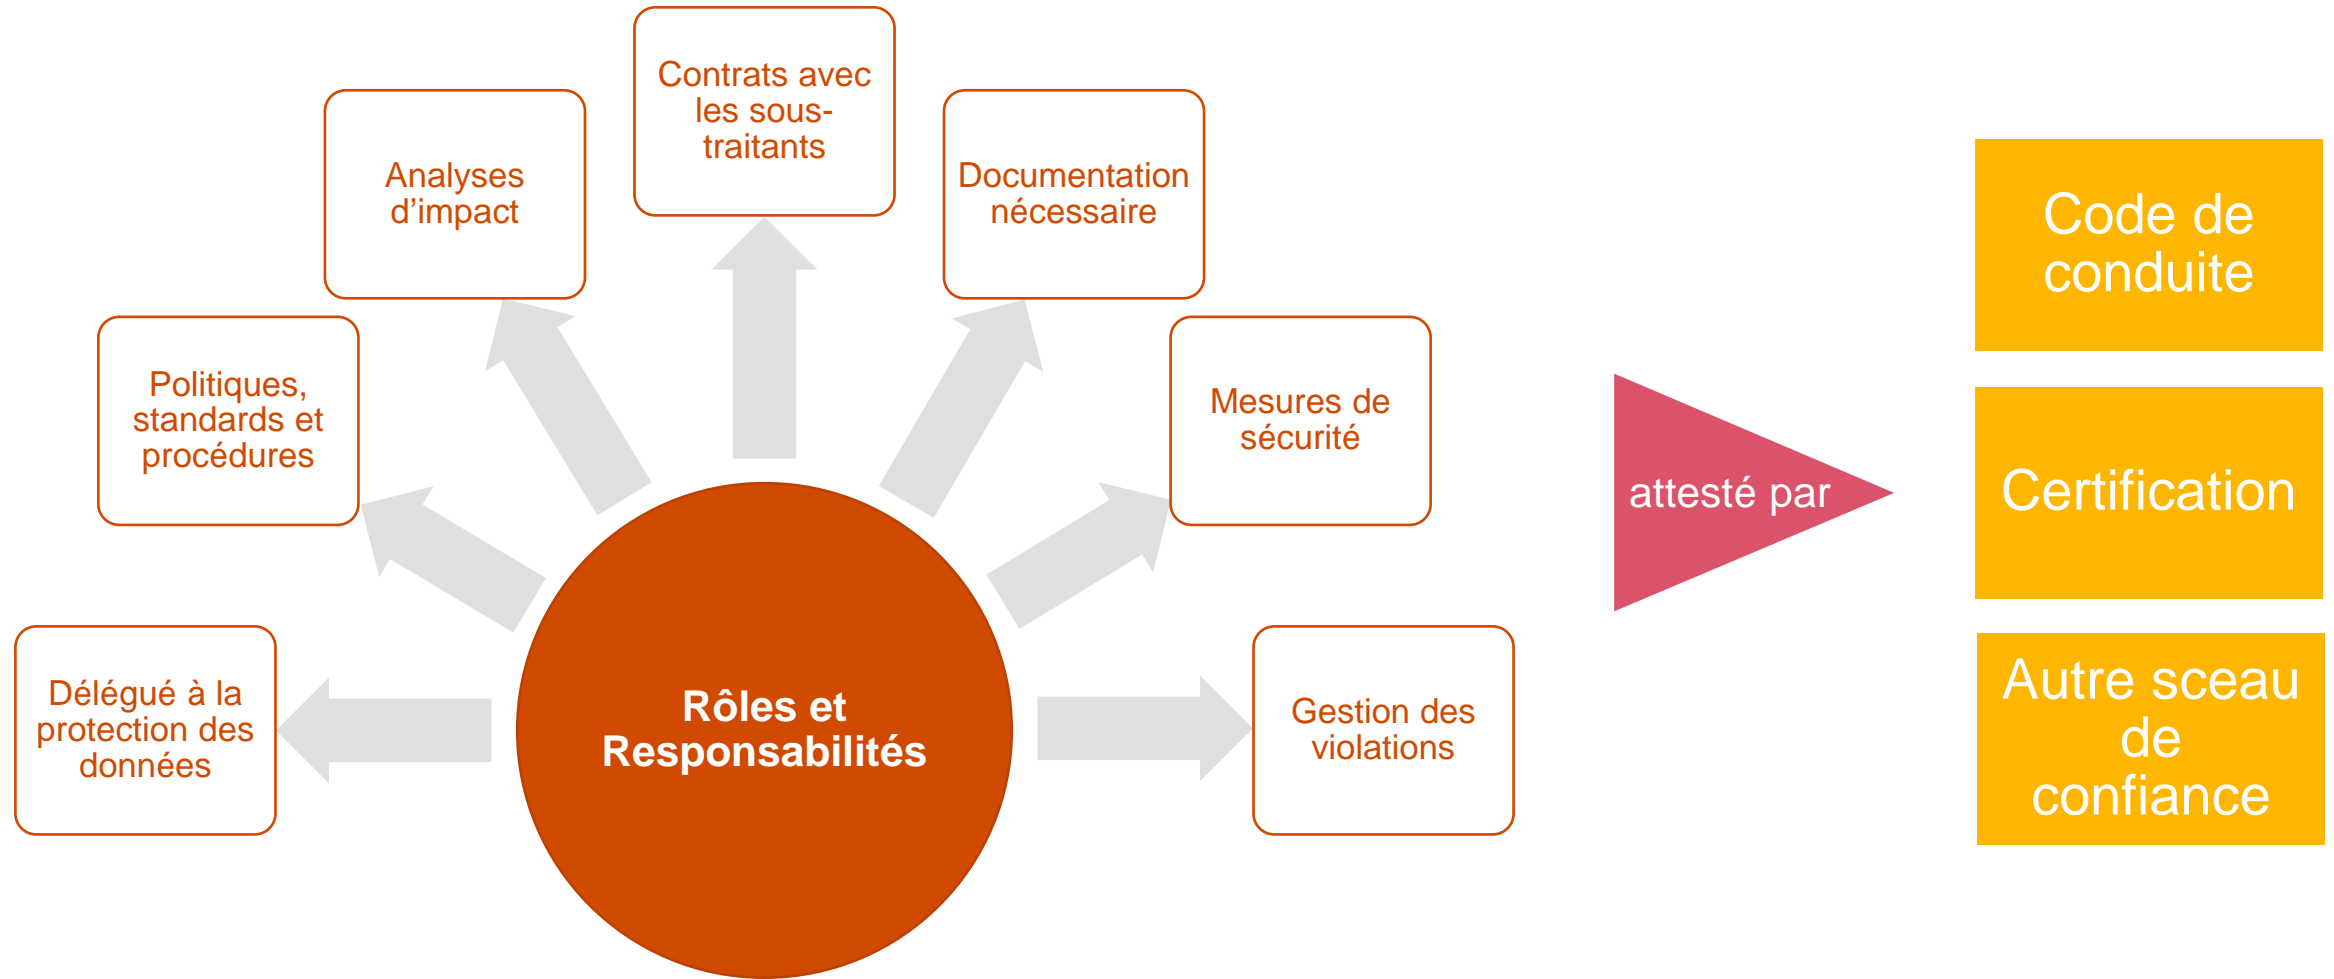 Contrats avec
les sous-
traitants
Analyses
d’impact
Documentation
nécessaire
Politiques,
standards et
procédures
Mesures de
sécurité
Délégué à la
protection des
données
Gestion des
violations
Rôles et
Responsabilités
attesté par
Code de
conduite
Certification
Autre sceau
de
confiance